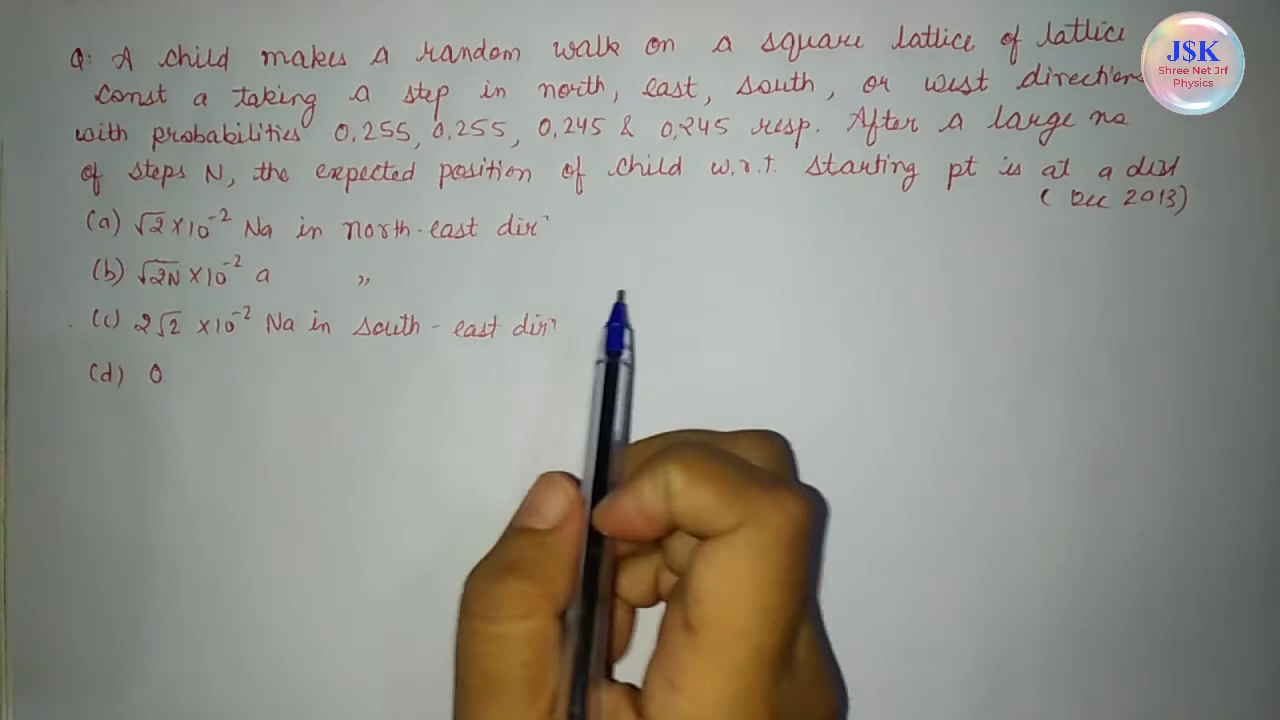 Q: A child makes a random walk on a square lattice of lattice
const a taking a step in north, east, south, or west directions
with probabilities 0.255, 0.255, 0.245 & 0.245 resp. After a large no
of steps N, the expected position of child w.r.t. starting pt is at a dist
(Dec 2013)
(a) √2 × 10⁻² Na in north-east dirⁿ
(b) √2N × 10⁻² a ,,
(c) 2√2 × 10⁻² Na in south-east dirⁿ
(d) 0
J$K
Shree Net Jrf
Physics